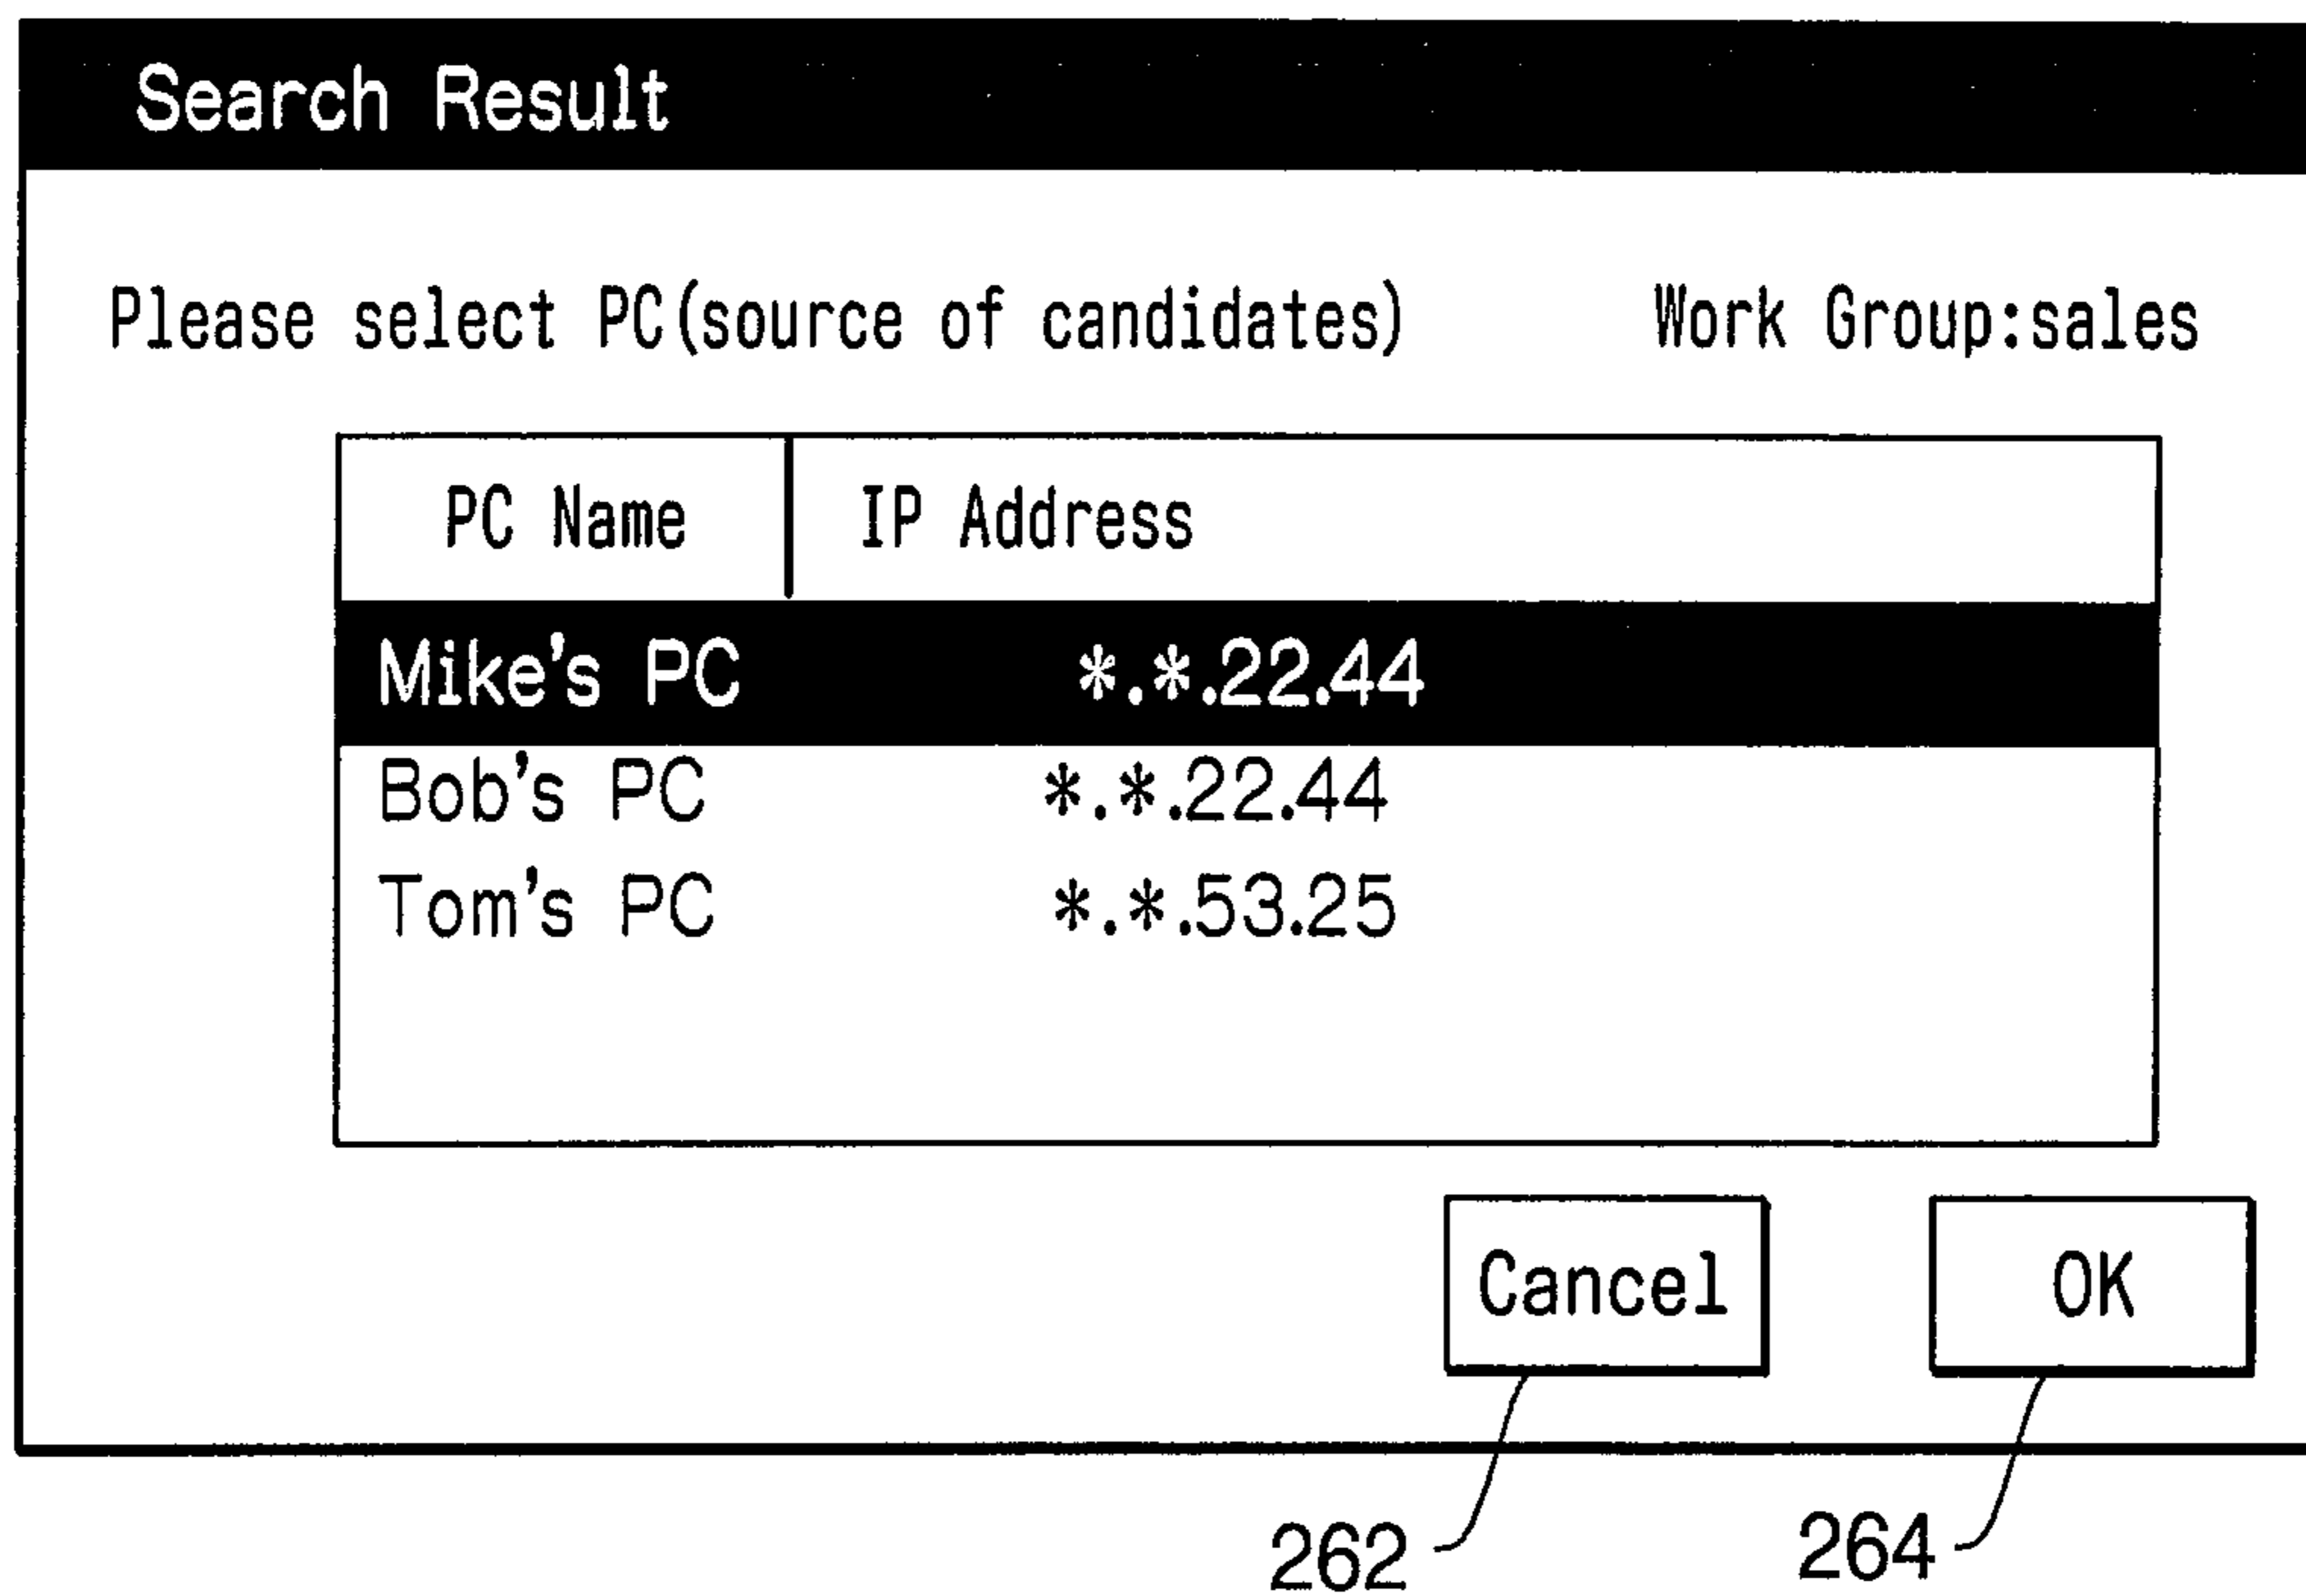 Search Result
Please select PC(source of candidates) Work Group:sales
PC Name IP Address
Mike's PC *.*.22.44
Bob's PC *.*.22.44
Tom's PC *.*.53.25
Cancel OK
262 264